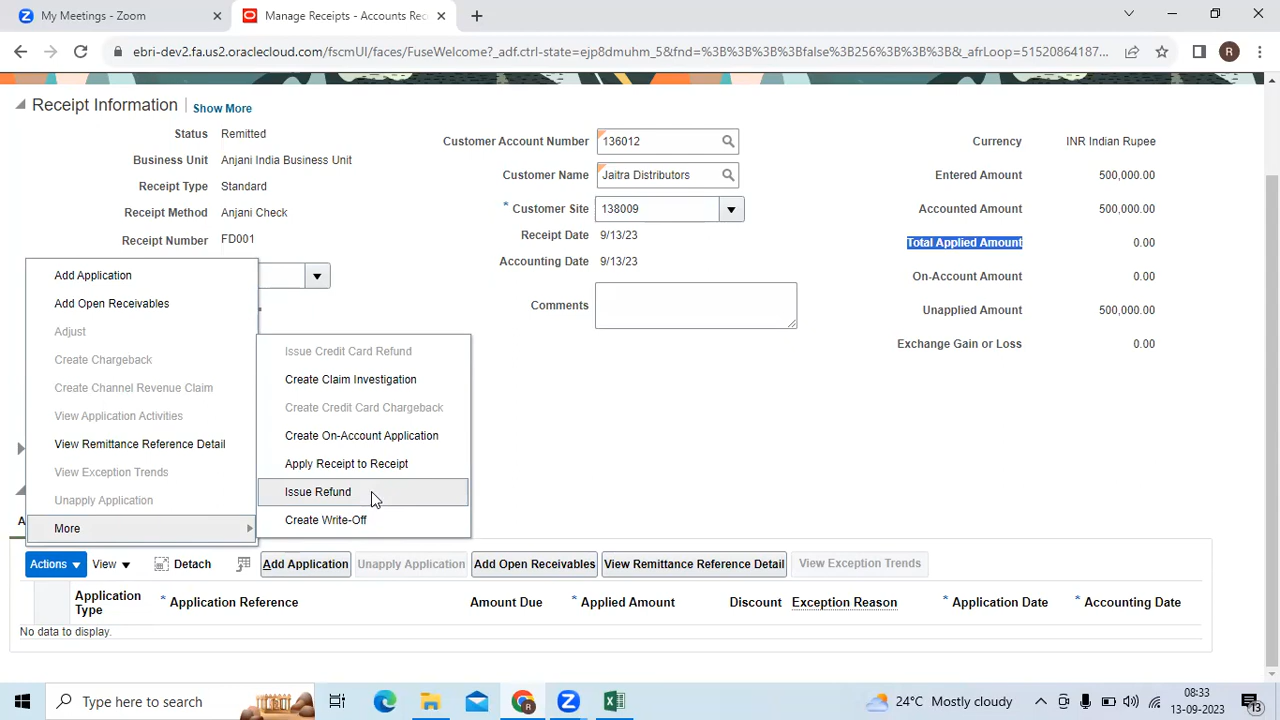 My Meetings - Zoom
Manage Receipts - Accounts Rec
ebri-dev2.fa.us2.oraclecloud.com/fscmUI/faces/FuseWelcome?_adf.ctrl-state=ejp8dmuhm_5&fnd=%3B%3B%3B%3Bfalse%3B256%3B%3B%3B&_afrLoop=51520864187...
R
Receipt Information
Show More
Status Remitted
Business Unit Anjani India Business Unit
Receipt Type Standard
Receipt Method Anjani Check
Receipt Number FD001
Customer Account Number 136012
Customer Name Jaitra Distributors
* Customer Site 138009
Receipt Date 9/13/23
Accounting Date 9/13/23
Comments
Currency INR Indian Rupee
Entered Amount 500,000.00
Accounted Amount 500,000.00
Total Applied Amount 0.00
On-Account Amount 0.00
Unapplied Amount 500,000.00
Exchange Gain or Loss 0.00
Add Application
Add Open Receivables
Adjust
Create Chargeback
Create Channel Revenue Claim
View Application Activities
View Remittance Reference Detail
View Exception Trends
Unapply Application
More
Issue Credit Card Refund
Create Claim Investigation
Create Credit Card Chargeback
Create On-Account Application
Apply Receipt to Receipt
Issue Refund
Create Write-Off
A
Actions View Detach Add Application Unapply Application Add Open Receivables View Remittance Reference Detail View Exception Trends
Application Type * Application Reference Amount Due * Applied Amount Discount Exception Reason * Application Date * Accounting Date
No data to display.
Type here to search
R
24°C Mostly cloudy
08:33
13-09-2023
13